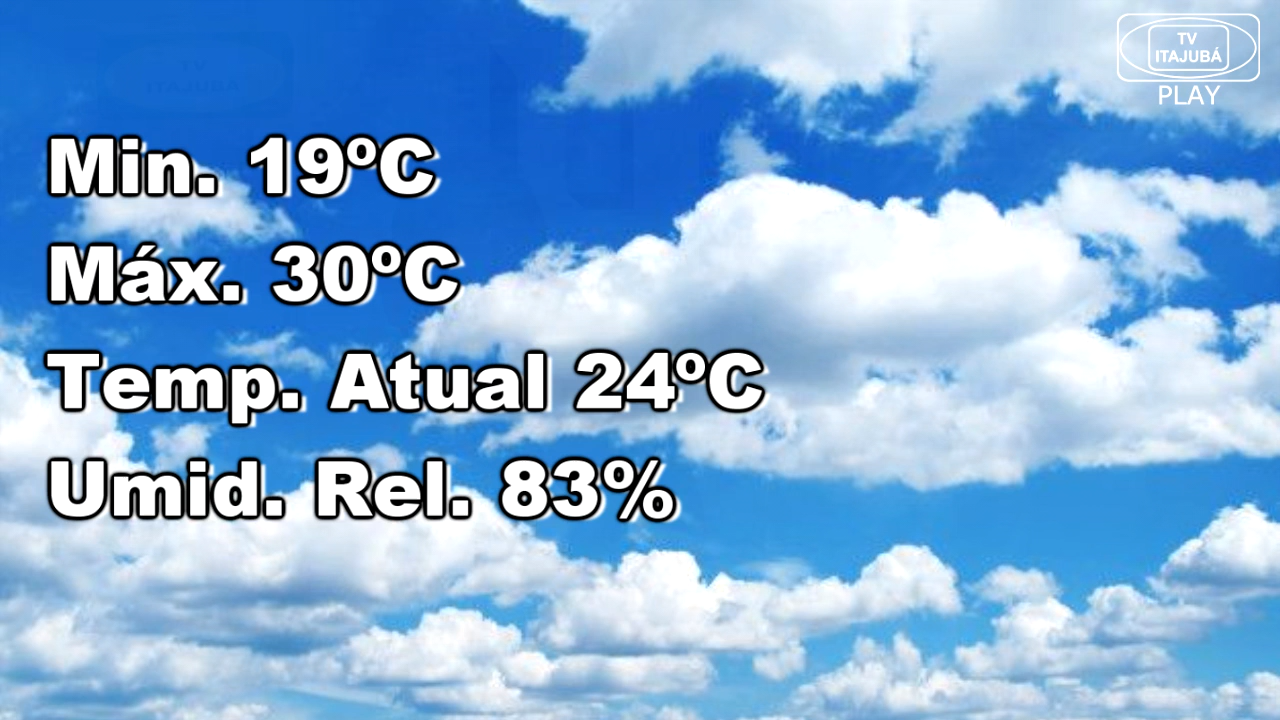 TV
ITAJUBÁ
PLAY
Min. 19ºC
Máx. 30ºC
Temp. Atual 24ºC
Umid. Rel. 83%